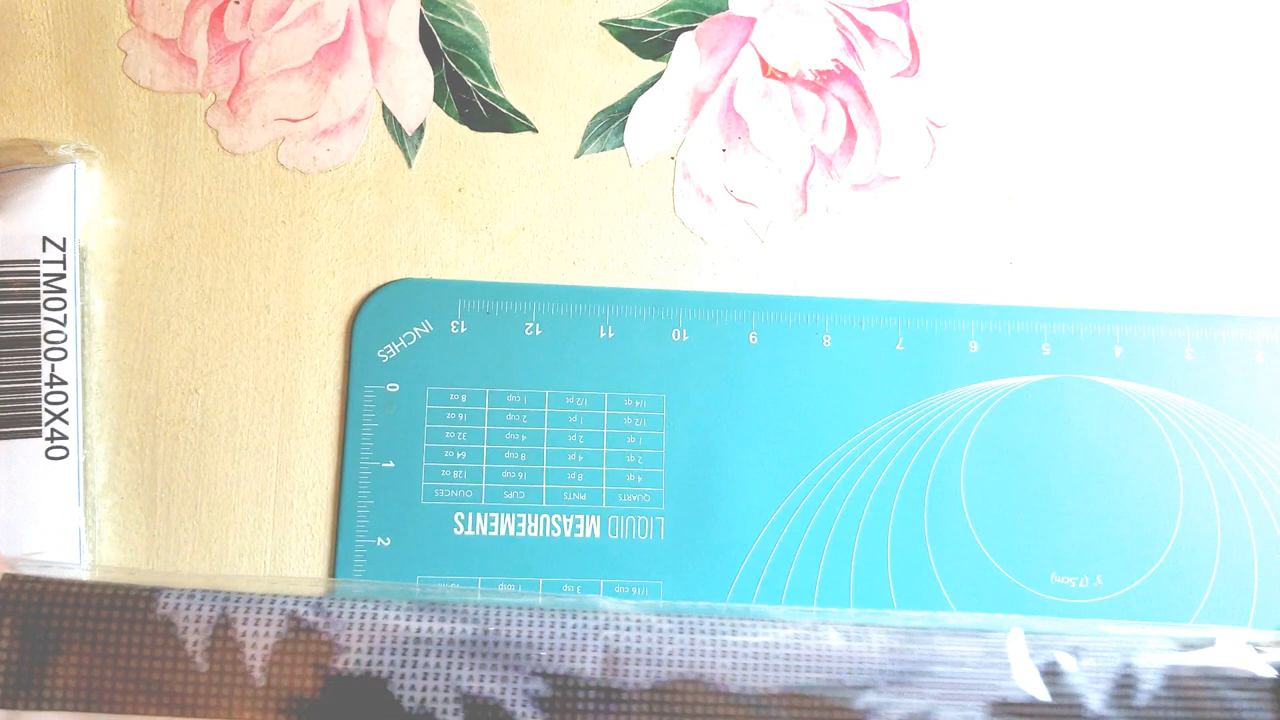 ZTM0700-40X40
INCHES
13 12 11 10 9 8 7 6 5 4 3 2
0
1
2
LIQUID MEASUREMENTS
QUARTS PINTS CUPS OUNCES
4 qt 8 pt 16 cup 128 oz
2 qt 4 pt 8 cup 64 oz
1 qt 2 pt 4 cup 32 oz
1/2 qt 1 pt 2 cup 16 oz
1/4 qt 1/2 pt 1 cup 8 oz
1/16 cup 3 tsp 1 tbsp
3" (7.5cm)